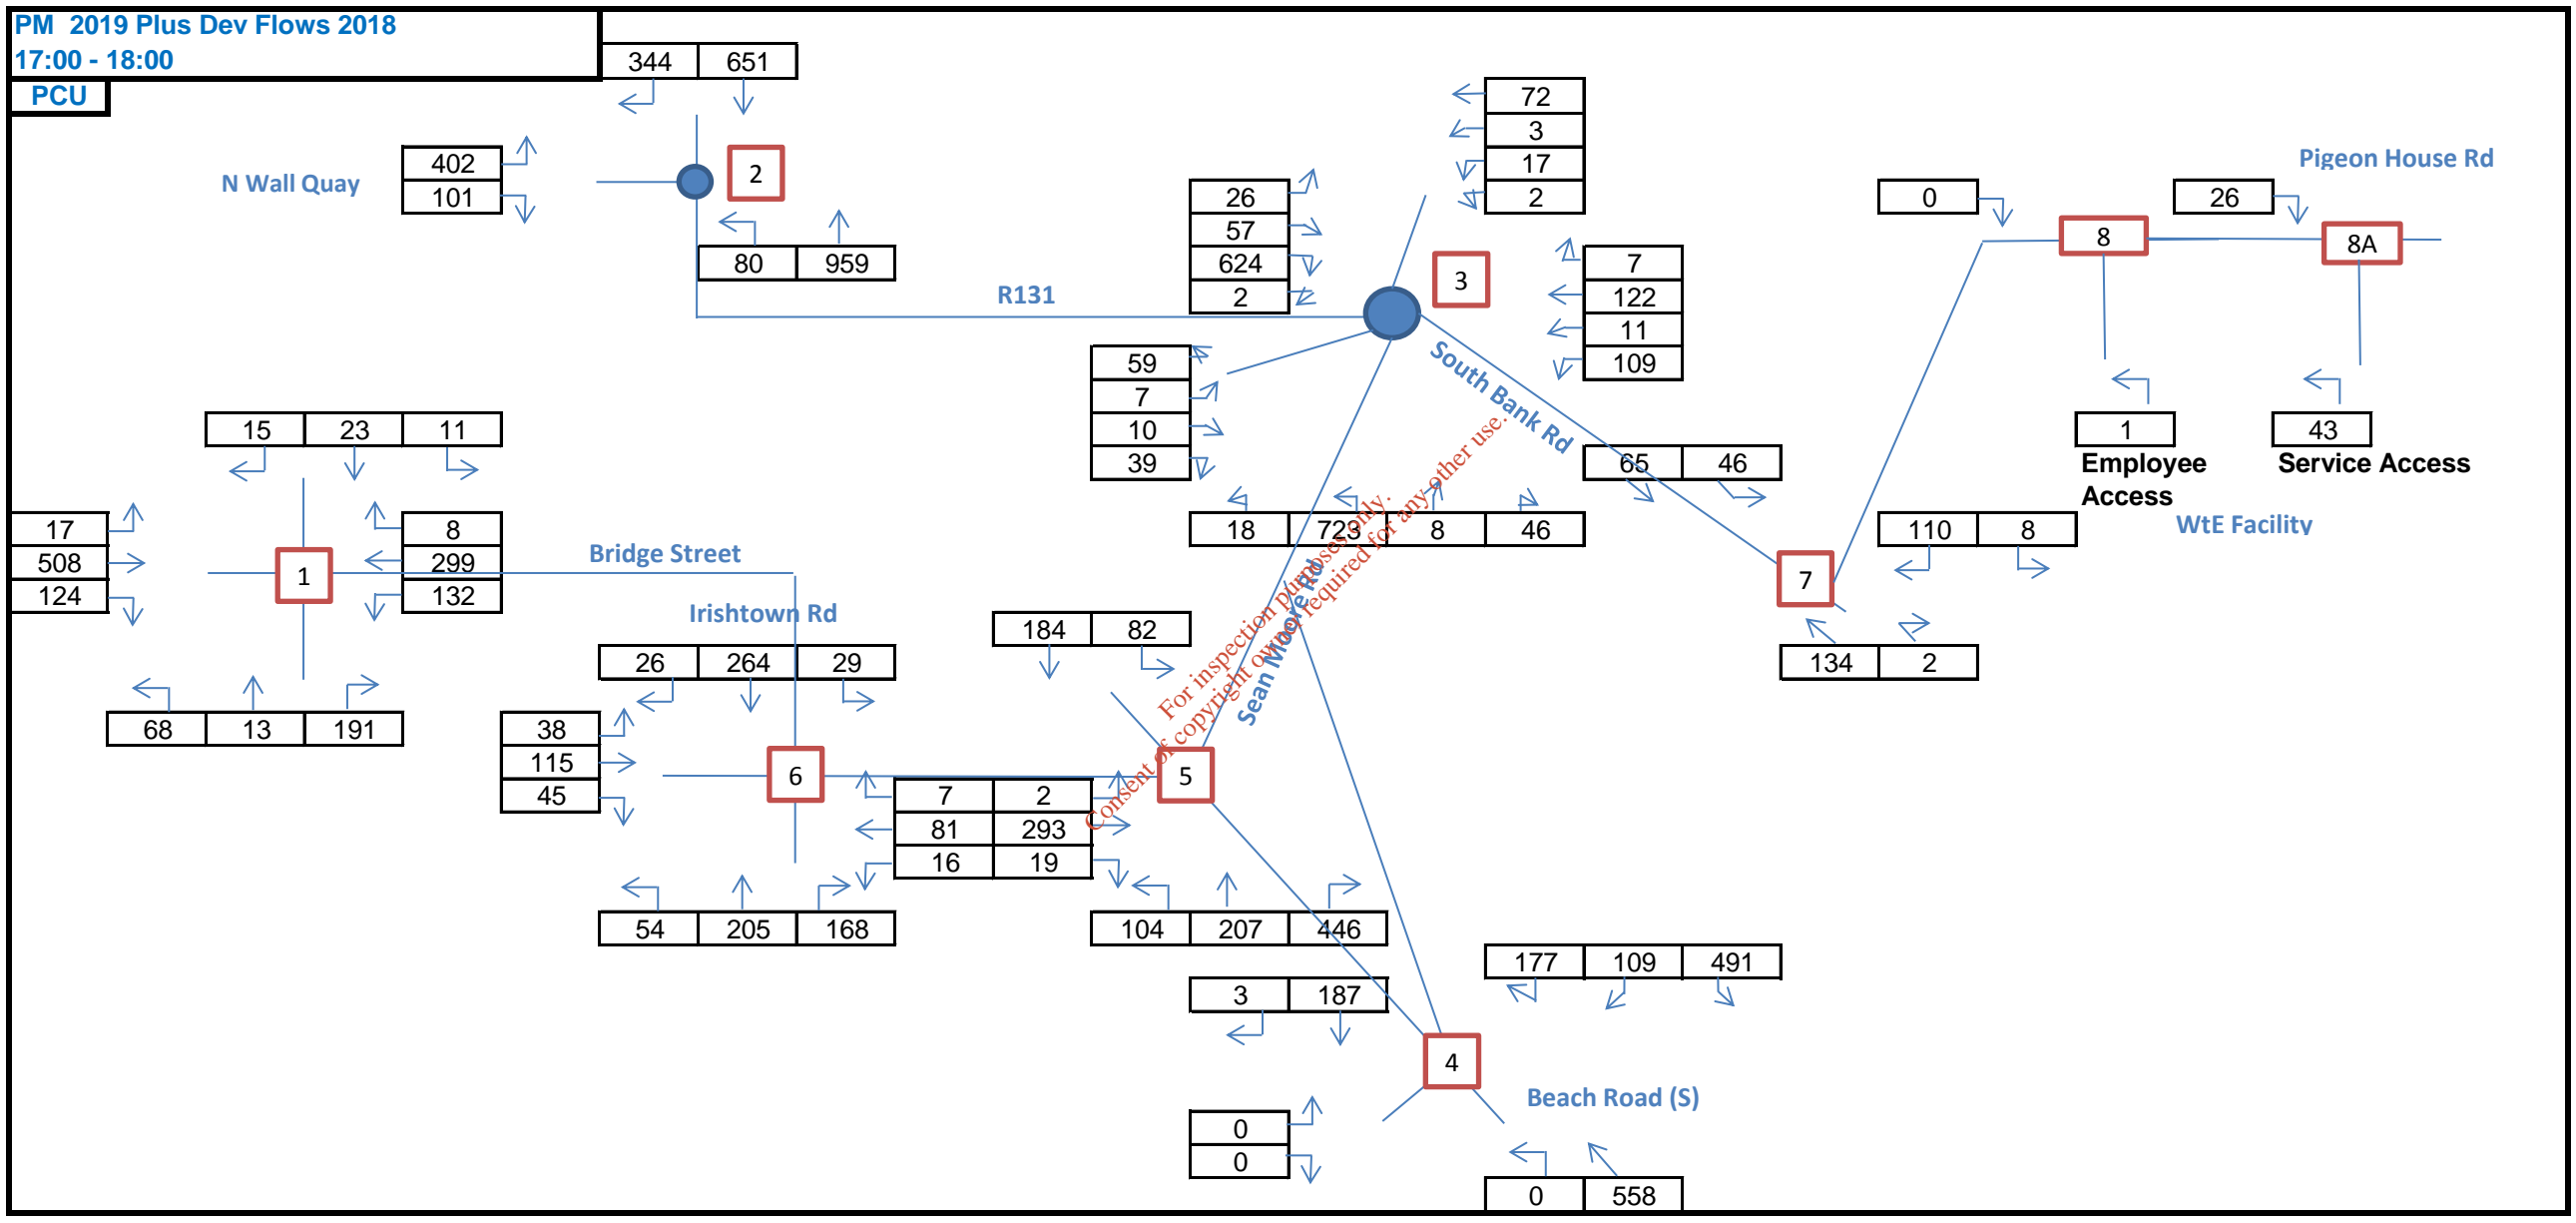 PM 2019 Plus Dev Flows 2018
17:00 - 18:00
PCU
344 651
72
3
17
2
N Wall Quay
402
101
2
80 959
26
57
624
2
3
7
122
11
109
Pigeon House Rd
0
26
8
8A
R131
59
7
10
39
South Bank Rd
1
Employee
Access
43
Service Access
WtE Facility
15 23 11
17
508
124
1
8
299
132
Bridge Street
68 13 191
65 46
18 723 8 46
110 8
7
134 2
Irishtown Rd
26 264 29
184 82
Sean Moore Rd
For inspection purposes only.
Consent of copyright owner required for any other use.
38
115
45
6
7 2
81 293
16 19
5
54 205 168
104 207 446
177 109 491
3 187
4
Beach Road (S)
0
0
0 558